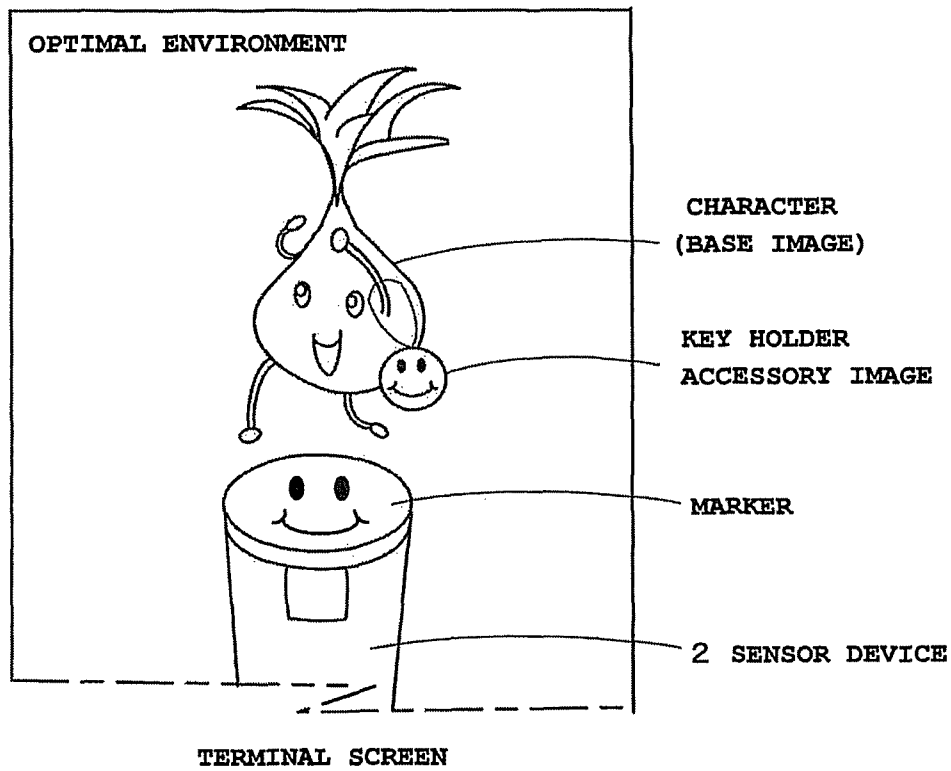 OPTIMAL ENVIRONMENT
CHARACTER
(BASE IMAGE)
KEY HOLDER
ACCESSORY IMAGE
MARKER
2 SENSOR DEVICE
TERMINAL SCREEN